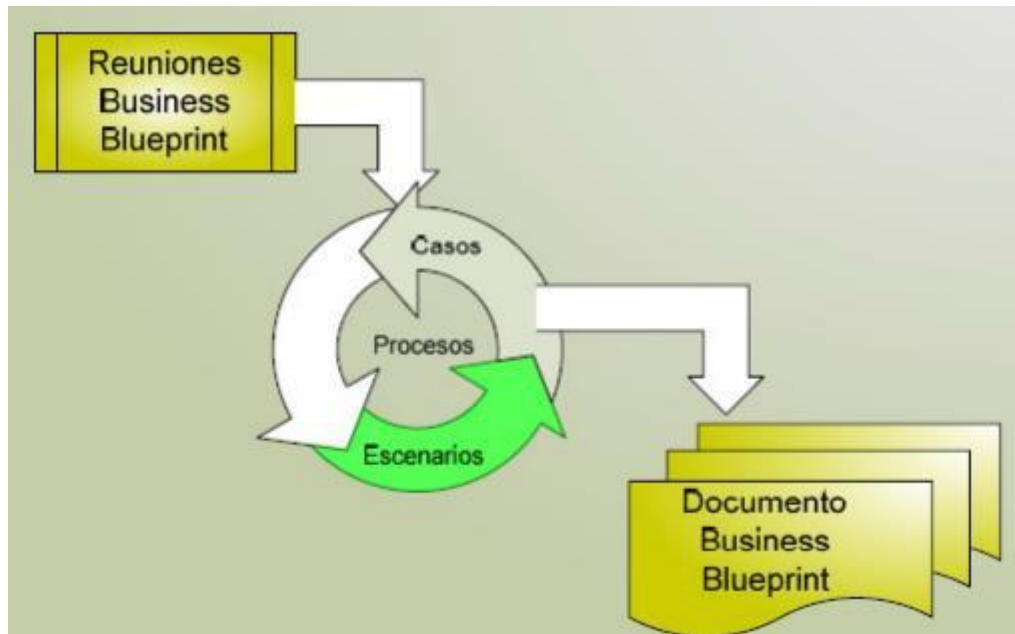 Reuniones
Business
Blueprint
Casos
Procesos
Escenarios
Documento
Business
Blueprint